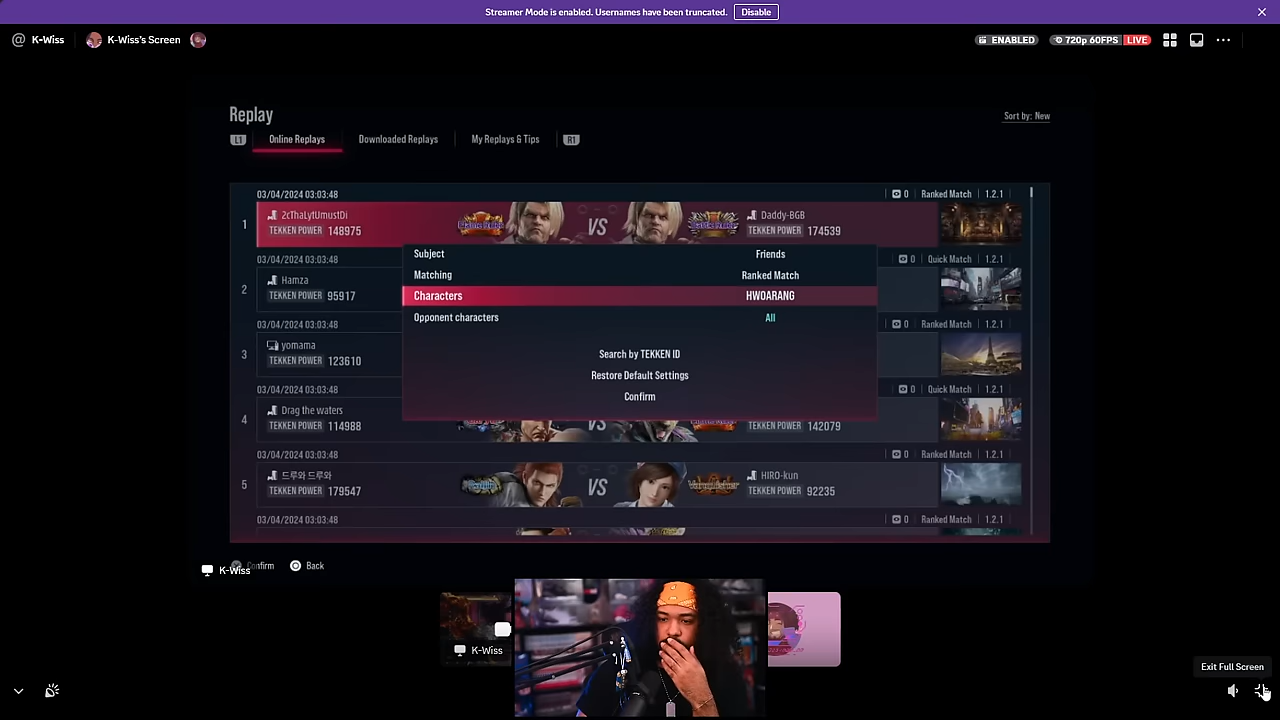 Streamer Mode is enabled. Usernames have been truncated. Disable
@ K-Wiss K-Wiss's Screen
ENABLED 720p 60FPS LIVE
Replay
Sort by: New
L1 Online Replays Downloaded Replays My Replays & Tips R1
03/04/2024 03:03:48 0 Ranked Match 1.2.1
1 2cThaLytUmustDi VS Daddy-BGB
TEKKEN POWER 148975 TEKKEN POWER 174539
03/04/2024 03:03:48 0 Quick Match 1.2.1
2 Hamza
TEKKEN POWER 95917
03/04/2024 03:03:48 0 Ranked Match 1.2.1
3 yomama
TEKKEN POWER 123610
03/04/2024 03:03:48 0 Quick Match 1.2.1
4 Drag the waters VS
TEKKEN POWER 114988 TEKKEN POWER 142079
03/04/2024 03:03:48 0 Ranked Match 1.2.1
5 드루와 드루와 VS Vanquisher HIRO-kun
TEKKEN POWER 179547 TEKKEN POWER 92235
03/04/2024 03:03:48 0 Ranked Match 1.2.1
Subject Friends
Matching Ranked Match
Characters HWOARANG
Opponent characters All
Search by TEKKEN ID
Restore Default Settings
Confirm
K-Wiss Confirm Back
K-Wiss
Exit Full Screen